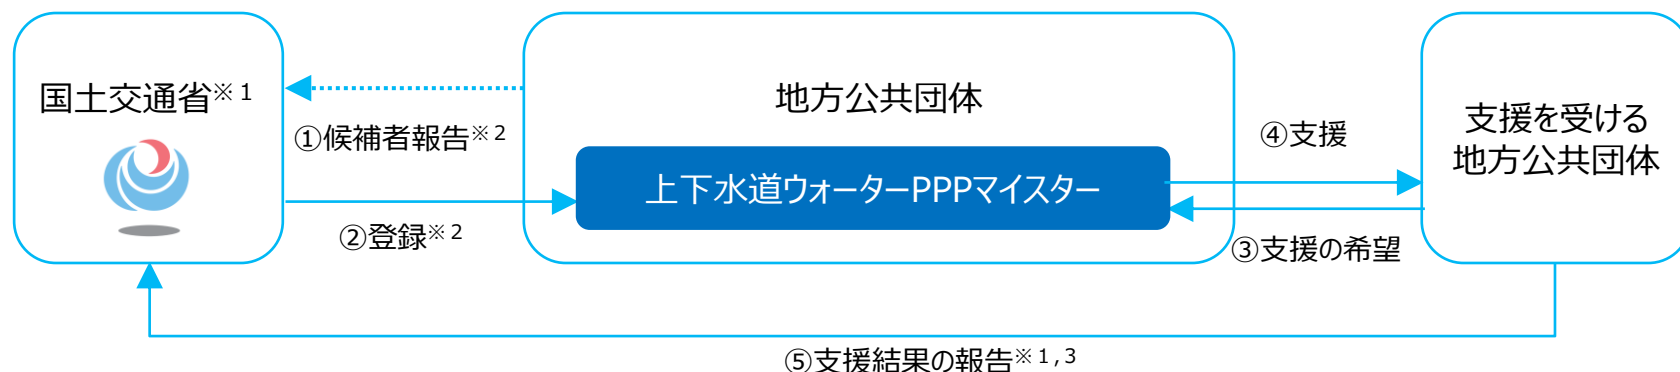 国土交通省※1
①候補者報告※2
②登録※2
地方公共団体
上下水道ウォーターPPPマイスター
④支援
③支援の希望
支援を受ける
地方公共団体
⑤支援結果の報告※1,3